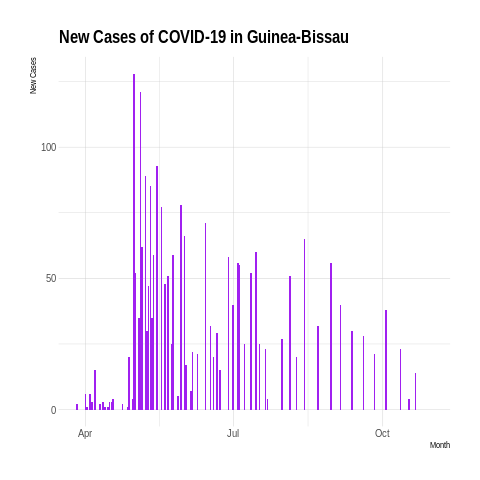 New Cases of COVID-19 in Guinea-Bissau
New Cases
100
50
0
Apr
Jul
Oct
Month